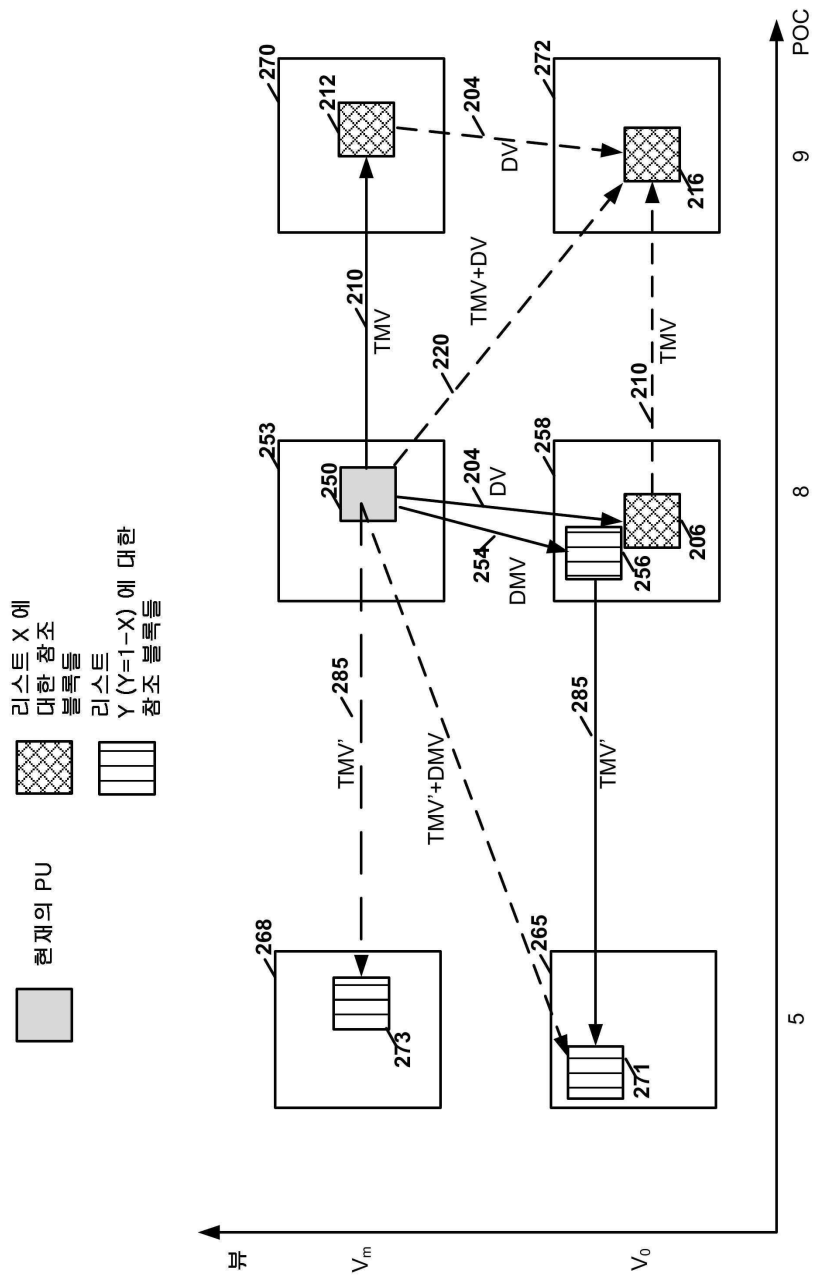 현재의 PU
리스트 X 에
대한 참조
블록들
리스트
Y (Y=1-X) 에 대한
참조 블록들
뷰
Vm
V0
268
273
TMV'
285
250
253
210
TMV
270
212
204
DV
TMV'+DMV
254
DMV
204
DV
220
TMV+DV
265
271
285
TMV'
258
256
206
210
TMV
272
216
5
8
9
POC